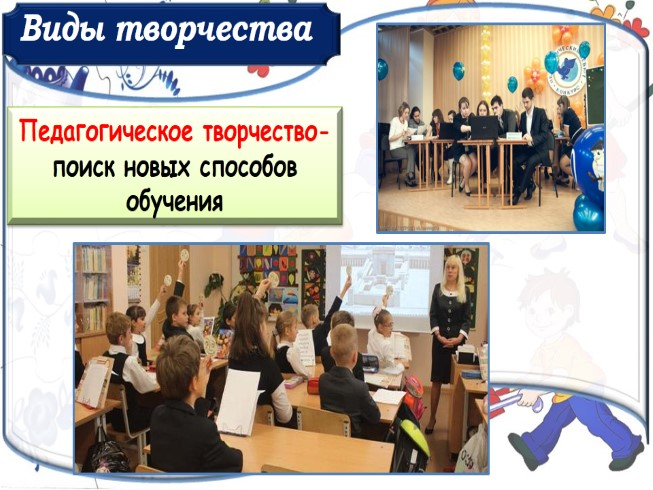 Виды творчества
Педагогическое творчество-
поиск новых способов
обучения